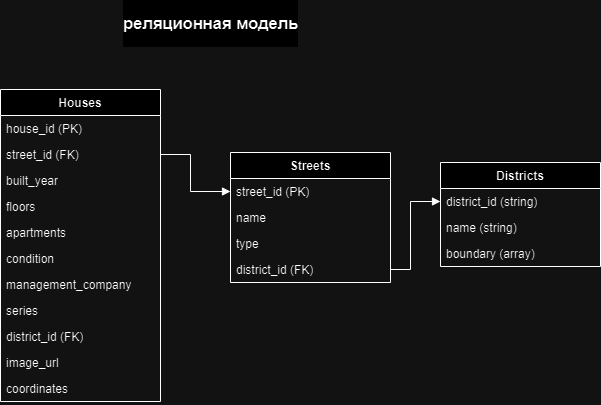 реляционная модель
Houses
house_id (PK)
street_id (FK)
built_year
floors
apartments
condition
management_company
series
district_id (FK)
image_url
coordinates
Streets
street_id (PK)
name
type
district_id (FK)
Districts
district_id (string)
name (string)
boundary (array)